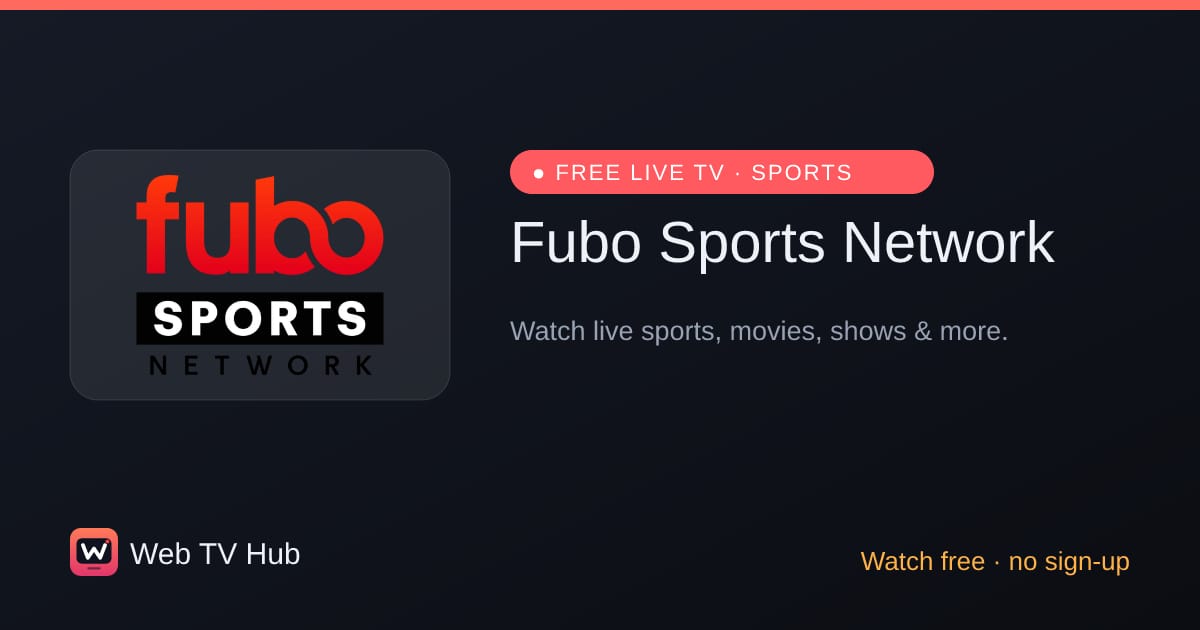 fubo
SPORTS
NETWORK
• FREE LIVE TV · SPORTS
Fubo Sports Network
Watch live sports, movies, shows & more.
W
Web TV Hub
Watch free · no sign-up